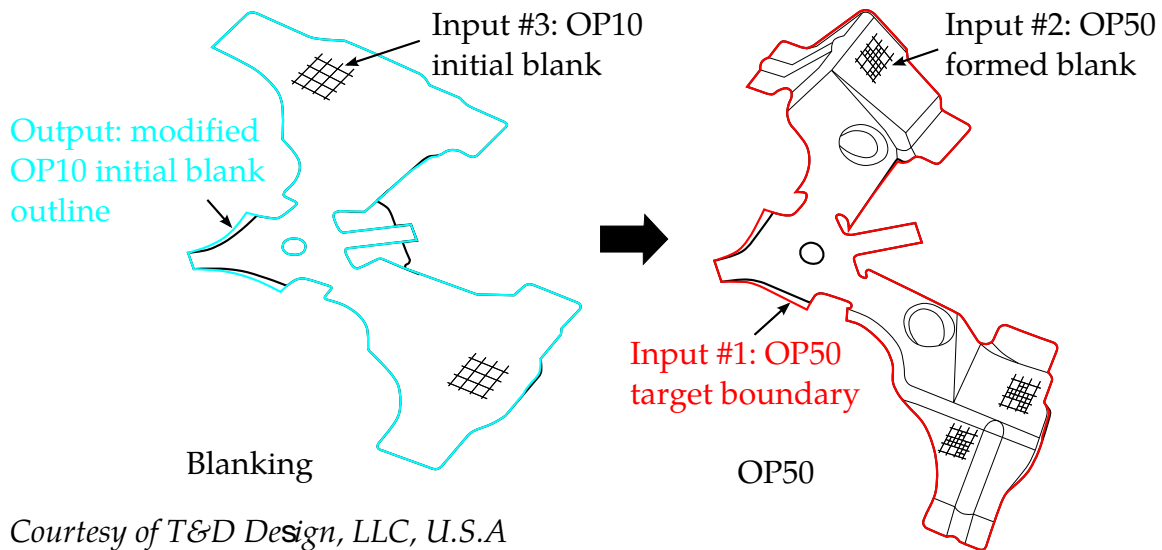 Input #3: OP10
initial blank
Input #2: OP50
formed blank
Output: modified
OP10 initial blank
outline
Input #1: OP50
target boundary
Blanking
OP50
Courtesy of T&D Design, LLC, U.S.A